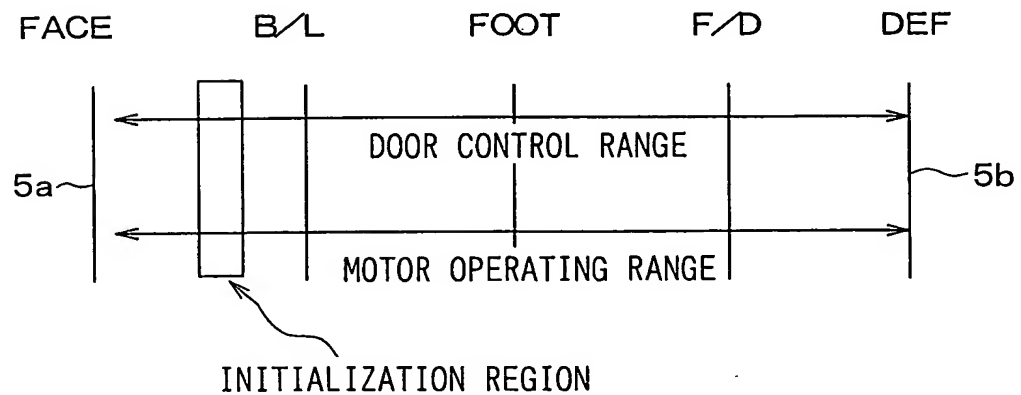 FACE B/L FOOT F/D DEF
DOOR CONTROL RANGE
5a 5b
MOTOR OPERATING RANGE
INITIALIZATION REGION